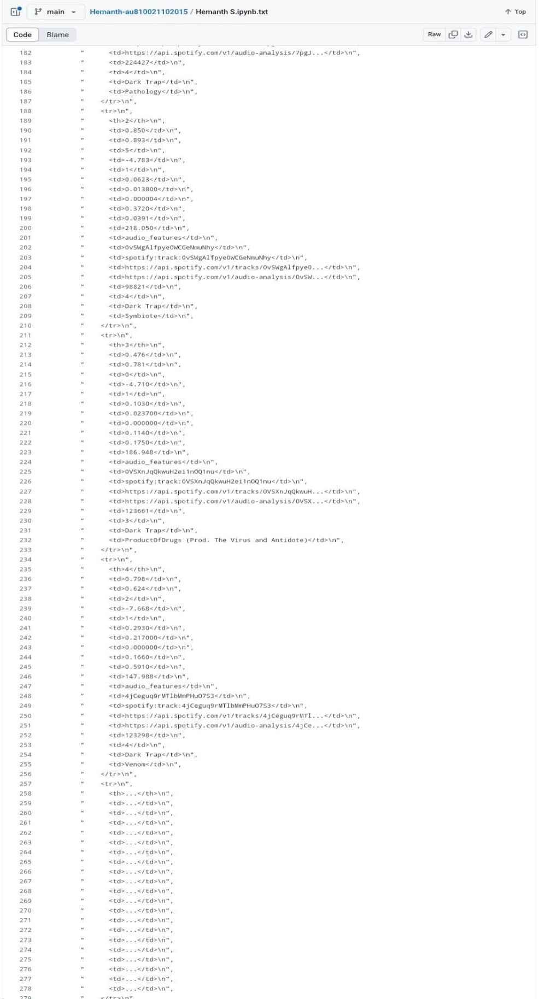 main
Hemanth-au810021102015 / Hemanth S.ipynb.txt
Top
Code Blame
Raw
182 " <td>https://api.spotify.com/v1/audio-analysis/7pgJ...</td>\n",
183 " <td>224427</td>\n",
184 " <td>4</td>\n",
185 " <td>Dark Trap</td>\n",
186 " <td>Pathology</td>\n",
187 " </tr>\n",
188 " <tr>\n",
189 " <th>2</th>\n",
190 " <td>0.850</td>\n",
191 " <td>0.893</td>\n",
192 " <td>5</td>\n",
193 " <td>-4.783</td>\n",
194 " <td>1</td>\n",
195 " <td>0.0623</td>\n",
196 " <td>0.013800</td>\n",
197 " <td>0.000004</td>\n",
198 " <td>0.3720</td>\n",
199 " <td>0.0391</td>\n",
200 " <td>218.050</td>\n",
201 " <td>audio_features</td>\n",
202 " <td>0vSWgAlfpye0WCGeNmuNhy</td>\n",
203 " <td>spotify:track:0vSWgAlfpye0WCGeNmuNhy</td>\n",
204 " <td>https://api.spotify.com/v1/tracks/0vSWgAlfpye0...</td>\n",
205 " <td>https://api.spotify.com/v1/audio-analysis/0vSW...</td>\n",
206 " <td>98821</td>\n",
207 " <td>4</td>\n",
208 " <td>Dark Trap</td>\n",
209 " <td>Symbiote</td>\n",
210 " </tr>\n",
211 " <tr>\n",
212 " <th>3</th>\n",
213 " <td>0.476</td>\n",
214 " <td>0.781</td>\n",
215 " <td>0</td>\n",
216 " <td>-4.710</td>\n",
217 " <td>1</td>\n",
218 " <td>0.1030</td>\n",
219 " <td>0.023700</td>\n",
220 " <td>0.000000</td>\n",
221 " <td>0.1140</td>\n",
222 " <td>0.1750</td>\n",
223 " <td>186.948</td>\n",
224 " <td>audio_features</td>\n",
225 " <td>0VSXnJqQkwuH2ei1nOQ1nu</td>\n",
226 " <td>spotify:track:0VSXnJqQkwuH2ei1nOQ1nu</td>\n",
227 " <td>https://api.spotify.com/v1/tracks/0VSXnJqQkwuH...</td>\n",
228 " <td>https://api.spotify.com/v1/audio-analysis/0VSX...</td>\n",
229 " <td>123661</td>\n",
230 " <td>3</td>\n",
231 " <td>Dark Trap</td>\n",
232 " <td>ProductOfDrugs (Prod. The Virus and Antidote)</td>\n",
233 " </tr>\n",
234 " <tr>\n",
235 " <th>4</th>\n",
236 " <td>0.798</td>\n",
237 " <td>0.624</td>\n",
238 " <td>2</td>\n",
239 " <td>-7.668</td>\n",
240 " <td>1</td>\n",
241 " <td>0.2930</td>\n",
242 " <td>0.217000</td>\n",
243 " <td>0.000000</td>\n",
244 " <td>0.1660</td>\n",
245 " <td>0.5910</td>\n",
246 " <td>147.988</td>\n",
247 " <td>audio_features</td>\n",
248 " <td>4jCeguq9rMTlbMmPHuO7S3</td>\n",
249 " <td>spotify:track:4jCeguq9rMTlbMmPHuO7S3</td>\n",
250 " <td>https://api.spotify.com/v1/tracks/4jCeguq9rMTl...</td>\n",
251 " <td>https://api.spotify.com/v1/audio-analysis/4jCe...</td>\n",
252 " <td>123298</td>\n",
253 " <td>4</td>\n",
254 " <td>Dark Trap</td>\n",
255 " <td>Venom</td>\n",
256 " </tr>\n",
257 " <tr>\n",
258 " <th>...</th>\n",
259 " <td>...</td>\n",
260 " <td>...</td>\n",
261 " <td>...</td>\n",
262 " <td>...</td>\n",
263 " <td>...</td>\n",
264 " <td>...</td>\n",
265 " <td>...</td>\n",
266 " <td>...</td>\n",
267 " <td>...</td>\n",
268 " <td>...</td>\n",
269 " <td>...</td>\n",
270 " <td>...</td>\n",
271 " <td>...</td>\n",
272 " <td>...</td>\n",
273 " <td>...</td>\n",
274 " <td>...</td>\n",
275 " <td>...</td>\n",
276 " <td>...</td>\n",
277 " <td>...</td>\n",
278 " <td>...</td>\n",
279 " </tr>\n"